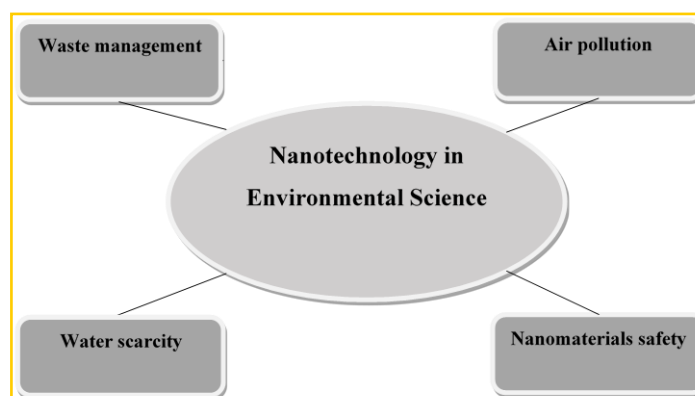 Waste management
Air pollution
Nanotechnology in
Environmental Science
Water scarcity
Nanomaterials safety